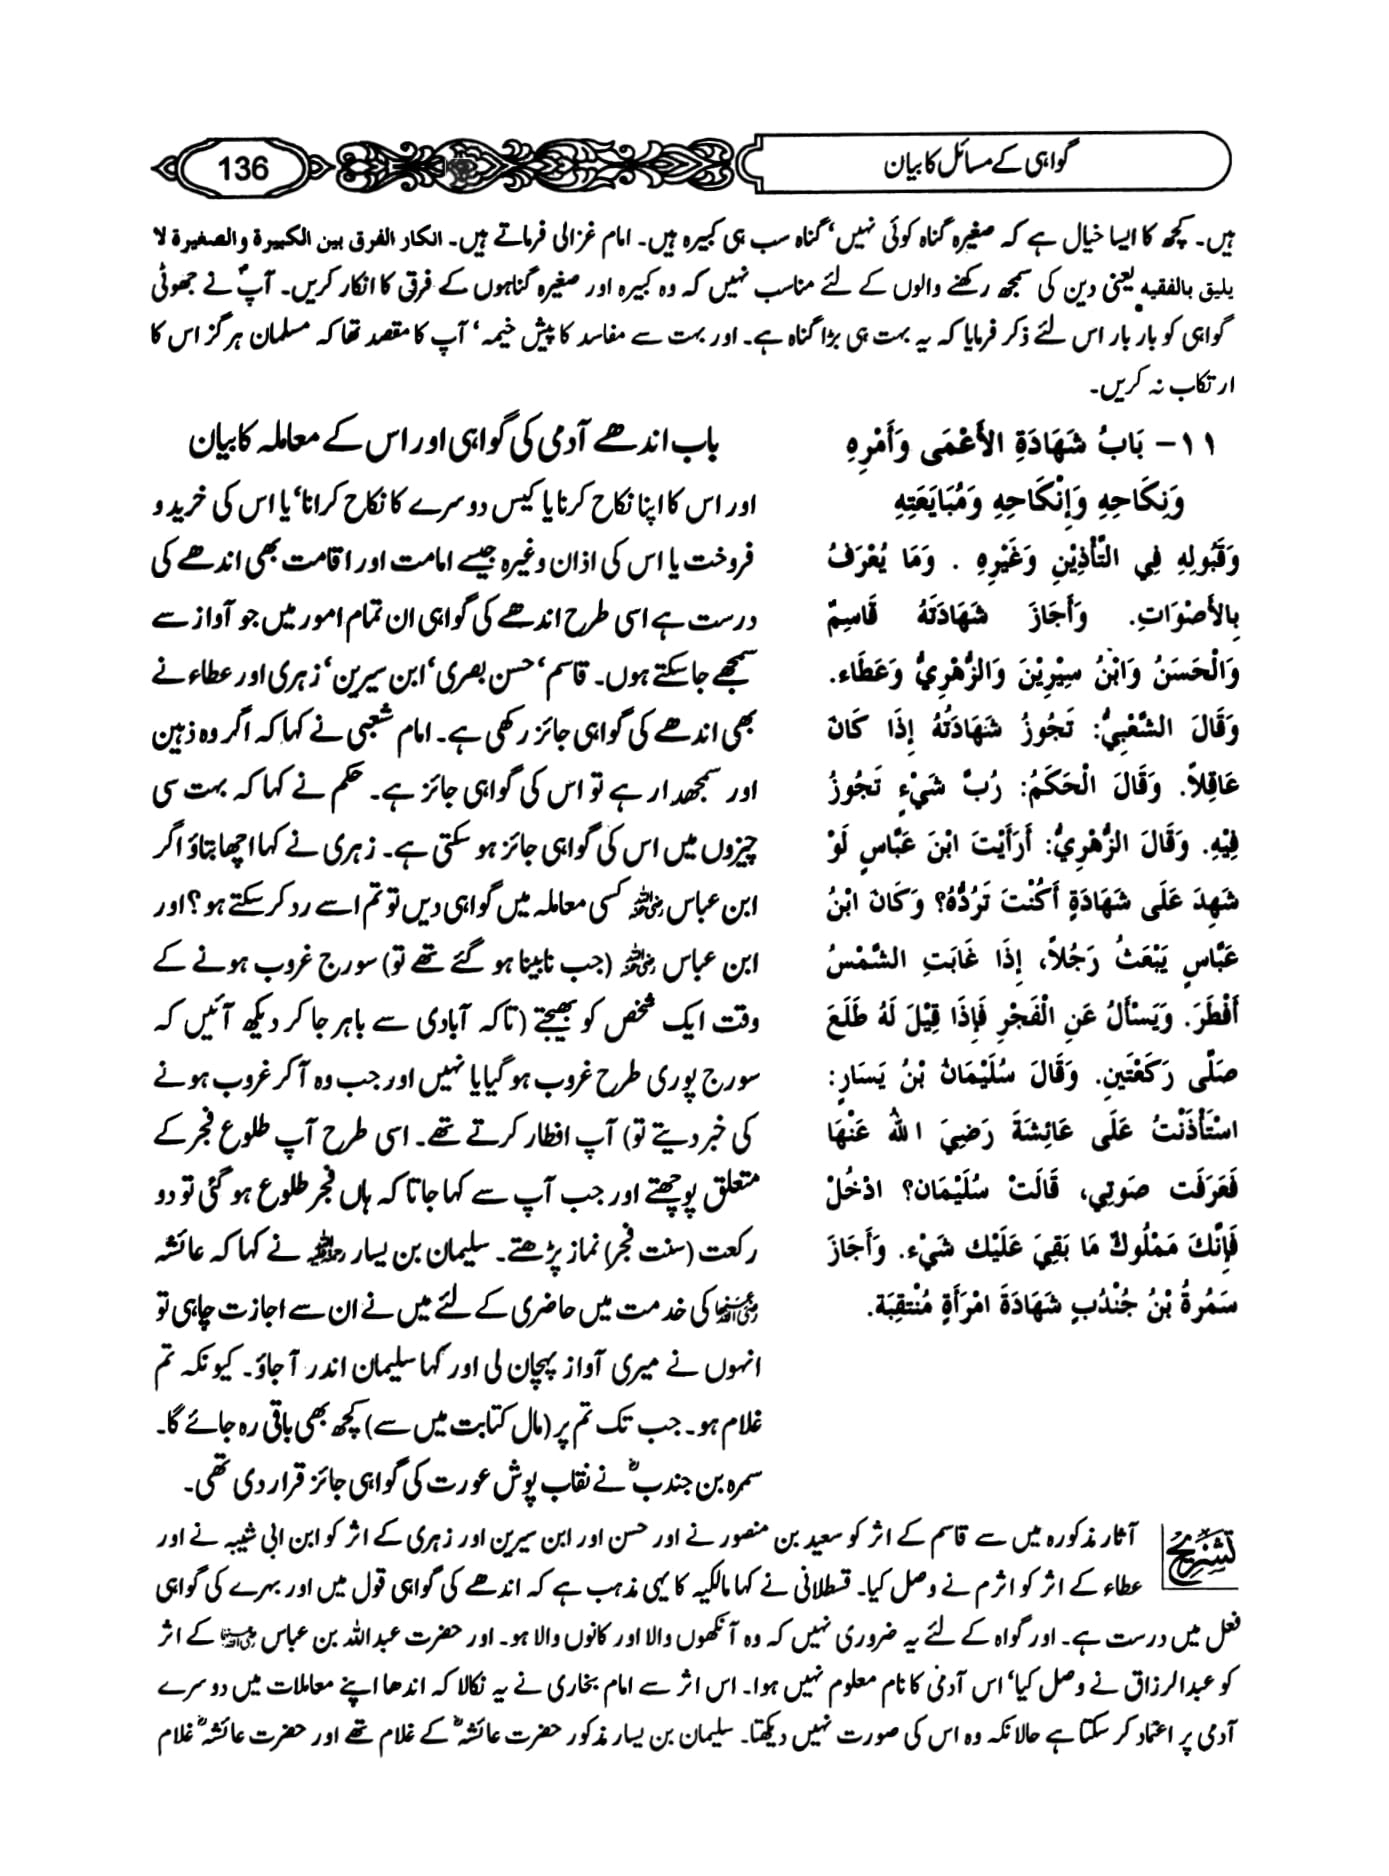 گواہی کے مسائل کا بیان
136
ہیں۔ کچھ کا ایسا خیال ہے کہ صغیرہ گناہ کوئی نہیں‘ گناہ سب ہی کبیرہ ہیں۔ امام غزالی فرماتے ہیں۔ انکار الفرق بین الکبیرة والصغیرة لا
یلیق بالفقیه یعنی دین کی سمجھ رکھنے والوں کے لئے مناسب نہیں کہ وہ کبیرہ اور صغیرہ گناہوں کے فرق کا انکار کریں۔ آپؐ نے جھوٹی
گواہی کو بار بار اس لئے ذکر فرمایا کہ یہ بہت ہی بڑا گناہ ہے۔ اور بہت سے مفاسد کا پیش خیمہ‘ آپ کا مقصد تھا کہ مسلمان ہرگز اس کا
ارتکاب نہ کریں۔
١١- بَابُ شَهَادَةِ الأَعْمَى وَأَمْرِهِ
وَنِكَاحِهِ وَإِنْكَاحِهِ وَمُبَايَعَتِهِ
وَقَبُولِهِ فِي التَّأْذِيْنِ وَغَيْرِهِ . وَمَا يُعْرَفُ
بِالأَصْوَاتِ. وَأَجَازَ شَهَادَتَهُ قَاسِمٌ
وَالْحَسَنُ وَابْنُ سِيْرِيْنَ وَالزُّهْرِيُّ وَعَطَاء.
وَقَالَ الشَّعْبِيُّ: تَجُوزُ شَهَادَتُهُ إِذَا كَانَ
عَاقِلاً. وَقَالَ الْحَكَمُ: رُبَّ شَيْءٍ تَجُوزُ
فِيْهِ. وَقَالَ الزُّهْرِيُّ: أَرَأَيْتَ ابْنَ عَبَّاسٍ لَوْ
شَهِدَ عَلَى شَهَادَةٍ أَكُنْتَ تَرُدُّهُ؟ وَكَانَ ابْنُ
عَبَّاسٍ يَبْعَثُ رَجُلاً، إِذَا غَابَتِ الشَّمْسُ
أَفْطَرَ. وَيَسْأَلُ عَنِ الْفَجْرِ فَإِذَا قِيْلَ لَهُ طَلَعَ
صَلَّى رَكَعَتَينِ. وَقَالَ سُلَيْمَانُ بْنُ يَسَارٍ:
اسْتَأْذَنْتُ عَلَى عَائِشَةَ رَضِيَ اللهُ عَنْهَا
فَعَرَفَت صَوتِي، قَالَتْ سُلَيْمَان؟ ادْخُلْ
فَإِنَّكَ مَمْلُوكٌ مَا بَقِيَ عَلَيْكَ شَيْء. وَأَجَازَ
سَمُرةُ بْنُ جُنْدُبٍ شَهَادَةَ امْرَأَةٍ مُنْتَقِبَة.
باب اندھے آدمی کی گواہی اور اس کے معاملہ کا بیان
اور اس کا اپنا نکاح کرنا یا کیس دوسرے کا نکاح کرانا‘ یا اس کی خرید و
فروخت یا اس کی اذان وغیرہ جیسے امامت اور اقامت بھی اندھے کی
درست ہے اسی طرح اندھے کی گواہی ان تمام امور میں جو آواز سے
سمجھے جا سکتے ہوں۔ قاسم‘ حسن بصری‘ ابن سیرین‘ زہری اور عطاء نے
بھی اندھے کی گواہی جائز رکھی ہے۔ امام شعبی نے کہا کہ اگر وہ ذہین
اور سمجھدار ہے تو اس کی گواہی جائز ہے۔ حکم نے کہا کہ بہت سی
چیزوں میں اس کی گواہی جائز ہو سکتی ہے۔ زہری نے کہا اچھا بتاؤ اگر
ابن عباس رضی اللہ عنہ کسی معاملہ میں گواہی دیں تو تم اسے رد کر سکتے ہو؟ اور
ابن عباس رضی اللہ عنہ (جب نابینا ہو گئے تھے تو) سورج غروب ہونے کے
وقت ایک شخص کو بھیجتے (تاکہ آبادی سے باہر جا کر دیکھ آئیں کہ
سورج پوری طرح غروب ہو گیا یا نہیں اور جب وہ آ کر غروب ہونے
کی خبر دیتے تو) آپ افطار کرتے تھے۔ اسی طرح آپ طلوع فجر کے
متعلق پوچھتے اور جب آپ سے کہا جاتا کہ ہاں فجر طلوع ہو گئی تو دو
رکعت (سنت فجر) نماز پڑھتے۔ سلیمان بن یسار نے کہا کہ عائشہ
رضی اللہ عنہا کی خدمت میں حاضری کے لئے میں نے ان سے اجازت چاہی تو
انہوں نے میری آواز پہچان لی اور کہا سلیمان اندر آ جاؤ۔ کیونکہ تم
غلام ہو۔ جب تک تم پر (مال کتابت میں سے) کچھ بھی باقی رہ جائے گا۔
سمرہ بن جندبؓ نے نقاب پوش عورت کی گواہی جائز قرار دی تھی۔
تشریح
آثار مذکورہ میں سے قاسم کے اثر کو سعید بن منصور نے اور حسن اور ابن سیرین اور زہری کے اثر کو ابن ابی شیبہ نے اور
عطاء کے اثر کو اثرم نے وصل کیا۔ قسطلانی نے کہا مالکیہ کا یہی مذہب ہے کہ اندھے کی گواہی قول میں اور بہرے کی گواہی
فعل میں درست ہے۔ اور گواہ کے لئے یہ ضروری نہیں کہ وہ آنکھوں والا اور کانوں والا ہو۔ اور حضرت عبداللہ بن عباس رضی اللہ عنہما کے اثر
کو عبدالرزاق نے وصل کیا‘ اس آدمی کا نام معلوم نہیں ہوا۔ اس اثر سے امام بخاری نے یہ نکالا کہ اندھا اپنے معاملات میں دوسرے
آدمی پر اعتماد کر سکتا ہے حالانکہ وہ اس کی صورت نہیں دیکھتا۔ سلیمان بن یسار مذکور حضرت عائشہؓ کے غلام تھے اور حضرت عائشہؓ غلام